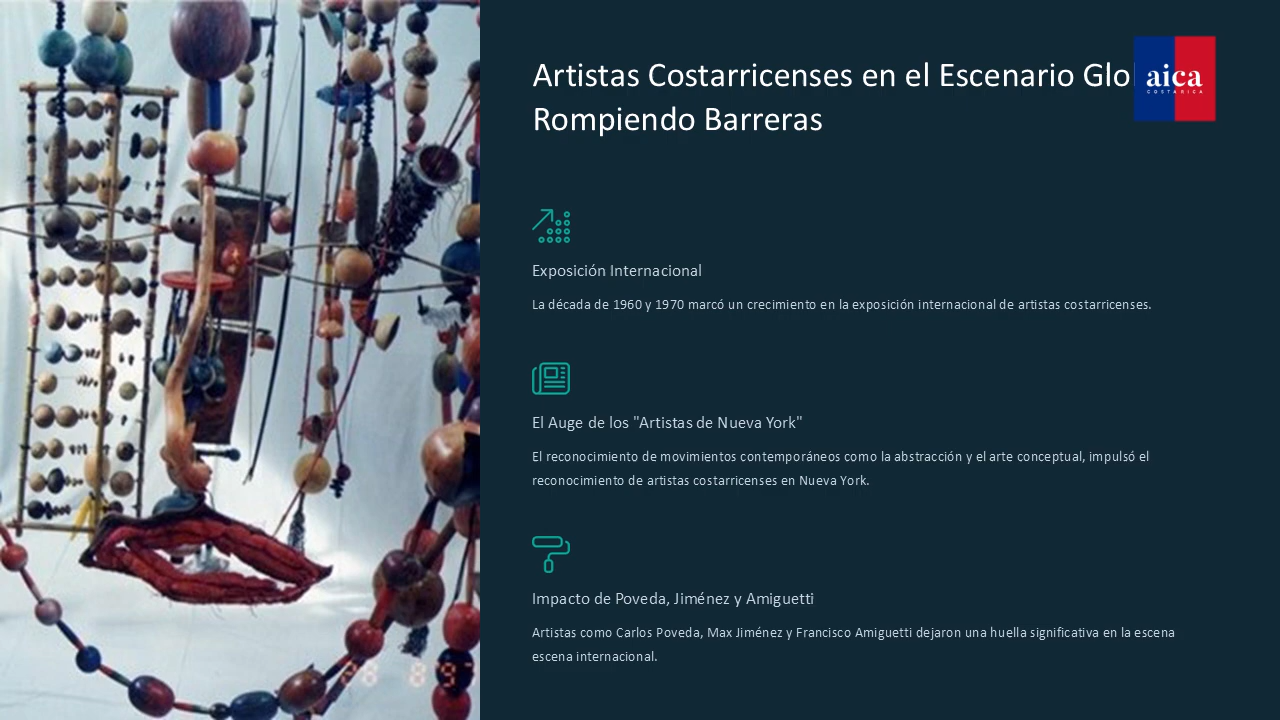 Artistas Costarricenses en el Escenario Glo
Rompiendo Barreras
aica
COSTA RICA
Exposición Internacional
La década de 1960 y 1970 marcó un crecimiento en la exposición internacional de artistas costarricenses.
El Auge de los "Artistas de Nueva York"
El reconocimiento de movimientos contemporáneos como la abstracción y el arte conceptual, impulsó el
reconocimiento de artistas costarricenses en Nueva York.
Impacto de Poveda, Jiménez y Amiguetti
Artistas como Carlos Poveda, Max Jiménez y Francisco Amiguetti dejaron una huella significativa en la escena
escena internacional.
28 8'97